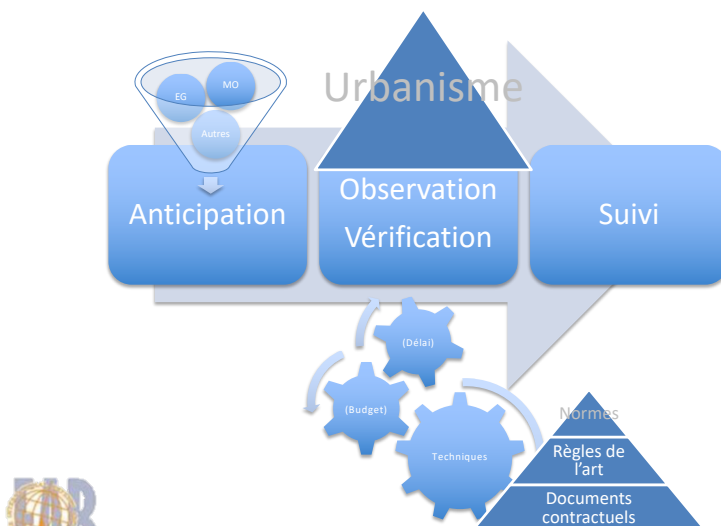 Urbanisme
EG
MO
Autres
Anticipation
Observation
Vérification
Suivi
(Délai)
(Budget)
Techniques
Normes
Règles de
l'art
Documents
contractuels